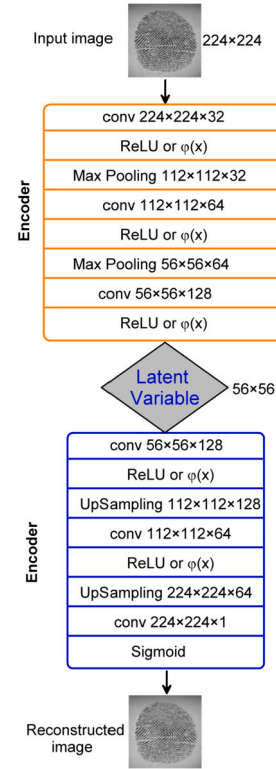 Input image
224×224
Encoder
conv 224×224×32
ReLU or φ(x)
Max Pooling 112×112×32
conv 112×112×64
ReLU or φ(x)
Max Pooling 56×56×64
conv 56×56×128
ReLU or φ(x)
Latent
Variable
56×56
Encoder
conv 56×56×128
ReLU or φ(x)
UpSampling 112×112×128
conv 112×112×64
ReLU or φ(x)
UpSampling 224×224×64
conv 224×224×1
Sigmoid
Reconstructed
image